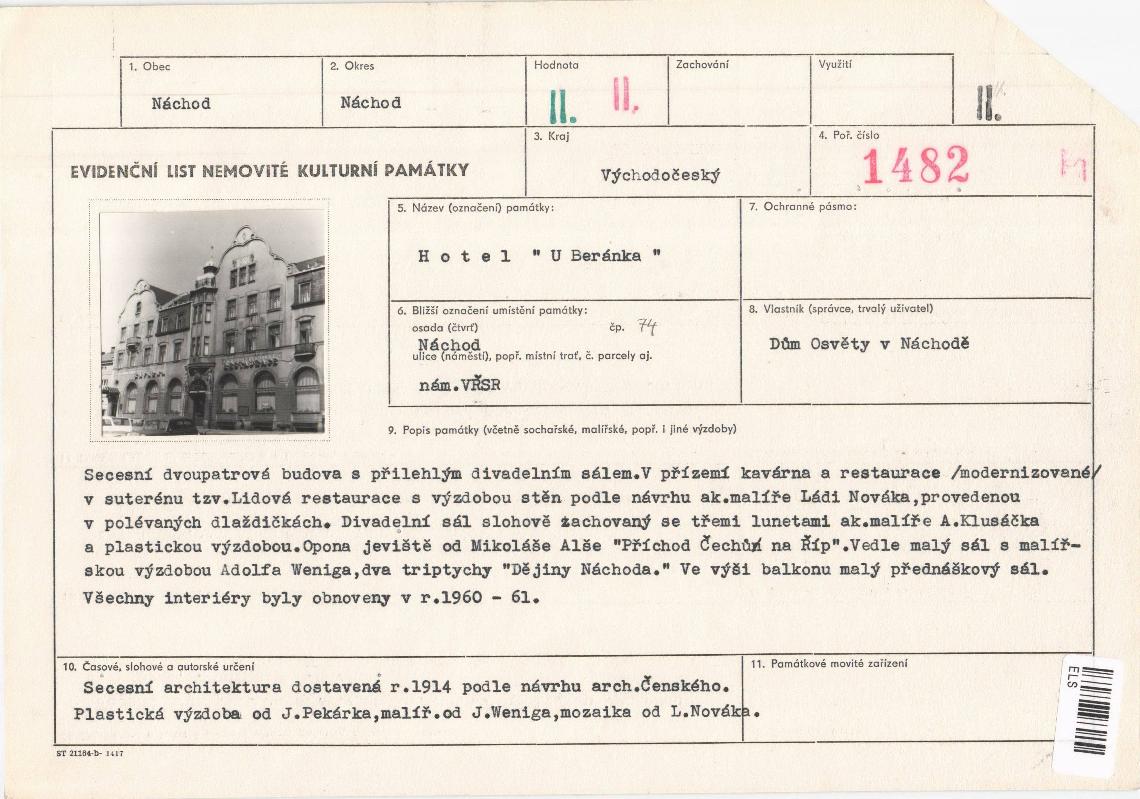 1. Obec
Náchod
2. Okres
Náchod
Hodnota
II. II.
Zachování
Využití
II.
EVIDENČNÍ LIST NEMOVITÉ KULTURNÍ PAMÁTKY
3. Kraj
Východočeský
4. Poř. číslo
1482
5. Název (označení) památky:
H o t e l " U Beránka "
7. Ochranné pásmo:
6. Bližší označení umístění památky:
osada (čtvrť) čp. 74
Náchod
ulice (náměstí), popř. místní trať, č. parcely aj.
nám.VŘSR
8. Vlastník (správce, trvalý uživatel)
Dům Osvěty v Náchodě
9. Popis památky (včetně sochařské, malířské, popř. i jiné výzdoby)
Secesní dvoupatrová budova s přilehlým divadelním sálem.V přízemí kavárna a restaurace /modernizované/
v suterénu tzv.Lidová restaurace s výzdobou stěn podle návrhu ak.malíře Ládi Nováka,provedenou
v polévaných dlaždičkách. Divadelní sál slohově zachovaný se třemi lunetami ak.malíře A.Klusáčka
a plastickou výzdobou.Opona jeviště od Mikoláše Alše "Příchod Čechů na Říp".Vedle malý sál s malíř-
skou výzdobou Adolfa Weniga,dva triptychy "Dějiny Náchoda." Ve výši balkonu malý přednáškový sál.
Všechny interiéry byly obnoveny v r.1960 - 61.
10. Časové, slohové a autorské určení
Secesní architektura dostavená r.1914 podle návrhu arch.Čenského.
Plastická výzdoba od J.Pekárka,malíř.od J.Weniga,mozaika od L.Nováka.
11. Památkové movité zařízení
ELS
ST 21184-b- 1417